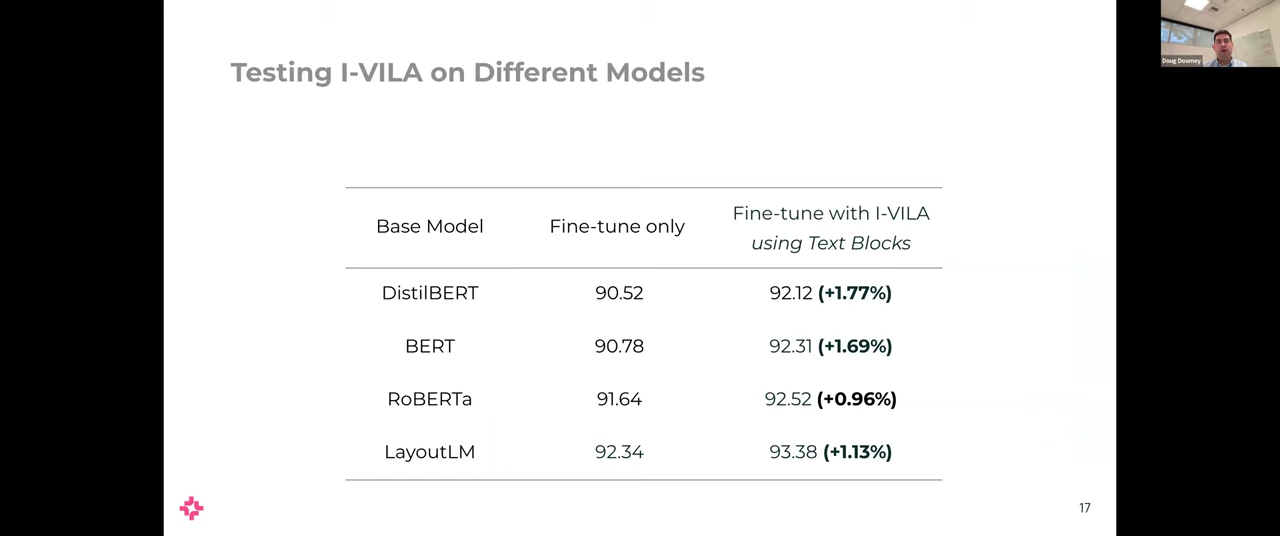 Testing I-VILA on Different Models
Doug Downey
Base Model Fine-tune only Fine-tune with I-VILA
using Text Blocks
DistilBERT 90.52 92.12 (+1.77%)
BERT 90.78 92.31 (+1.69%)
RoBERTa 91.64 92.52 (+0.96%)
LayoutLM 92.34 93.38 (+1.13%)
17